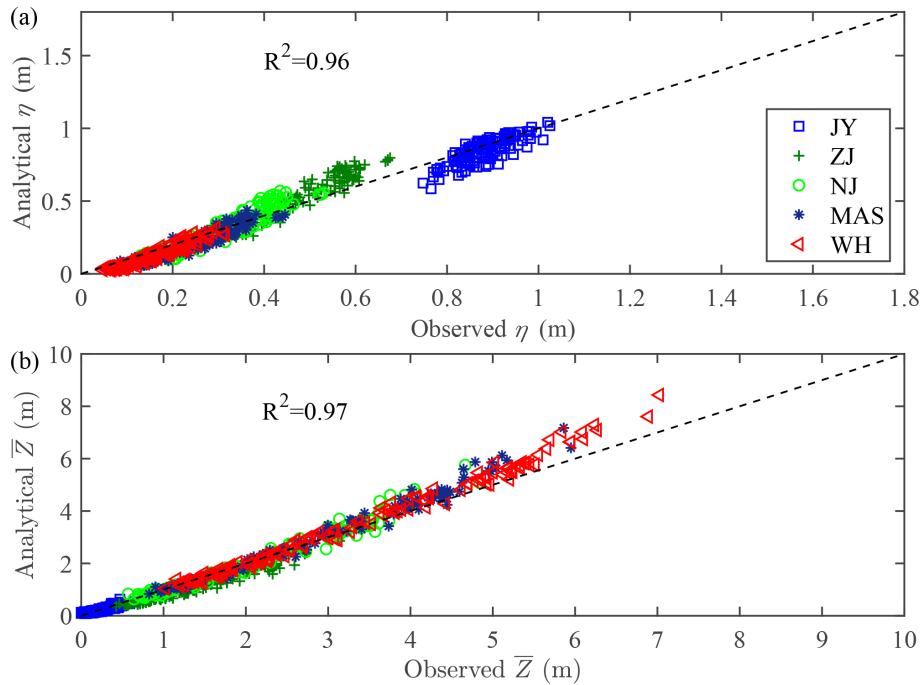 (a)
R²=0.96
Analytical η (m)
1.5
1
0.5
0
0 0.2 0.4 0.6 0.8 1 1.2 1.4 1.6 1.8
Observed η (m)
JY
ZJ
NJ
MAS
WH
(b)
R²=0.97
Analytical Z̅ (m)
10
8
6
4
2
0
0 1 2 3 4 5 6 7 8 9 10
Observed Z̅ (m)